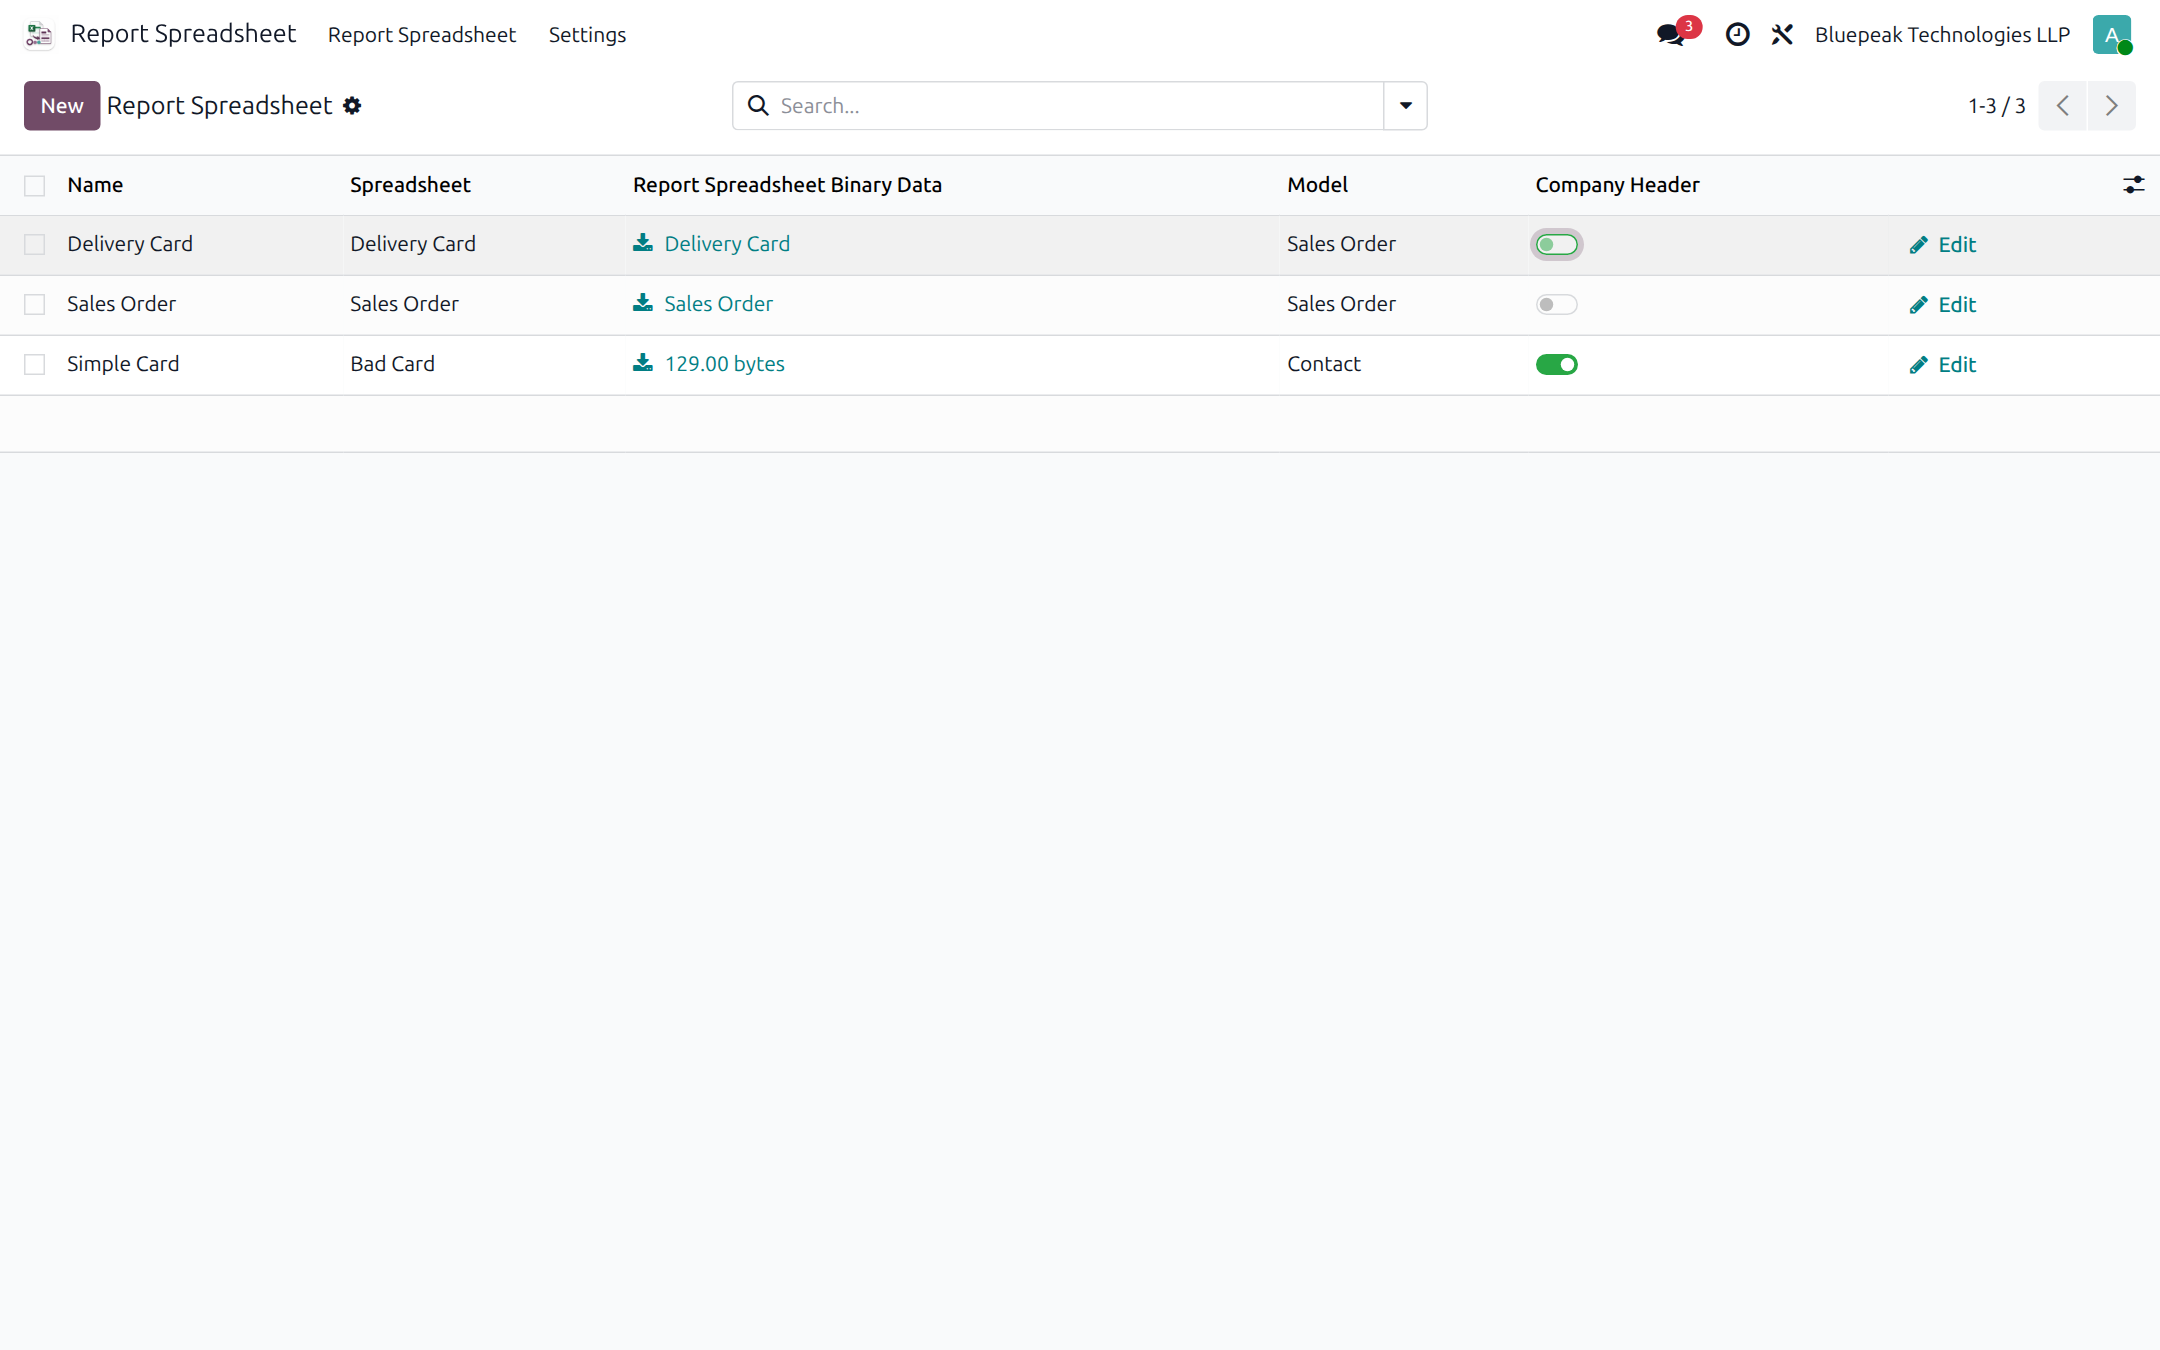 Report Spreadsheet Report Spreadsheet Settings 3 Bluepeak Technologies LLP A
New Report Spreadsheet Search... 1-3 / 3
Name Spreadsheet Report Spreadsheet Binary Data Model Company Header
Delivery Card Delivery Card Delivery Card Sales Order Edit
Sales Order Sales Order Sales Order Sales Order Edit
Simple Card Bad Card 129.00 bytes Contact Edit